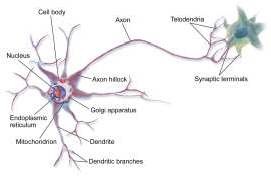 Cell body
Axon
Telodendria
Nucleus
Axon hillock
Synaptic terminals
Golgi apparatus
Endoplasmic
reticulum
Mitochondrion
Dendrite
Dendritic branches